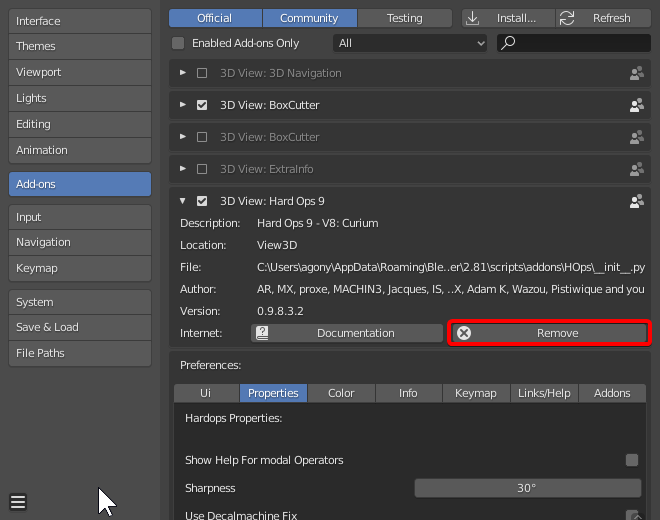 Interface
Themes
Viewport
Lights
Editing
Animation
Add-ons
Input
Navigation
Keymap
System
Save & Load
File Paths
Official Community Testing Install... Refresh
Enabled Add-ons Only All
3D View: 3D Navigation
3D View: BoxCutter
3D View: BoxCutter
3D View: ExtraInfo
3D View: Hard Ops 9
Description: Hard Ops 9 - V8: Curium
Location: View3D
File: C:\Users\agony\AppData\Roaming\Ble..er\2.81\scripts\addons\HOps\__init__.py
Author: AR, MX, proxe, MACHIN3, Jacques, IS, ..X, Adam K, Wazou, Pistiwique and you
Version: 0.9.8.3.2
Internet: Documentation Remove
Preferences:
Ui Properties Color Info Keymap Links/Help Addons
Hardops Properties:
Show Help For modal Operators
Sharpness 30°
Use Decalmachine Fix